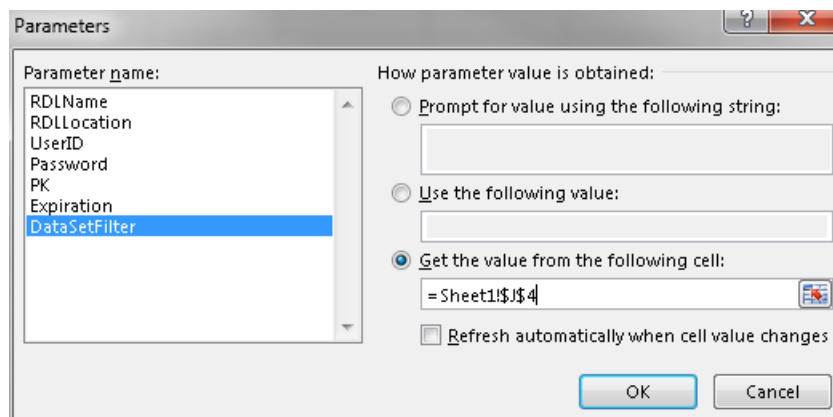 Parameters
?
X
Parameter name:
RDLName
RDLLocation
UserID
Password
PK
Expiration
DataSetFilter
How parameter value is obtained:
Prompt for value using the following string:
Use the following value:
Get the value from the following cell:
=Sheet1!$J$4
Refresh automatically when cell value changes
OK
Cancel